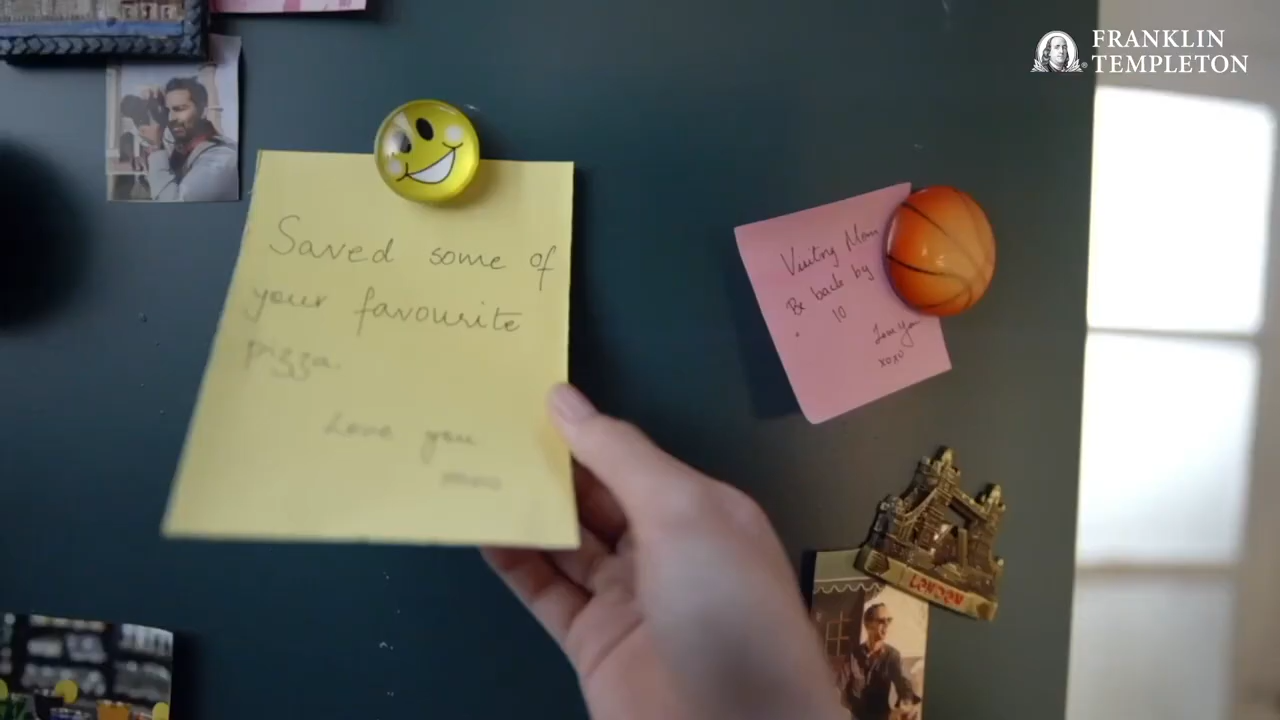 FRANKLIN
TEMPLETON
Saved some of
your favourite
pizza.
Love you
xoxo
Visiting Mom
Be back by
10
Love you
xoxo
LONDON